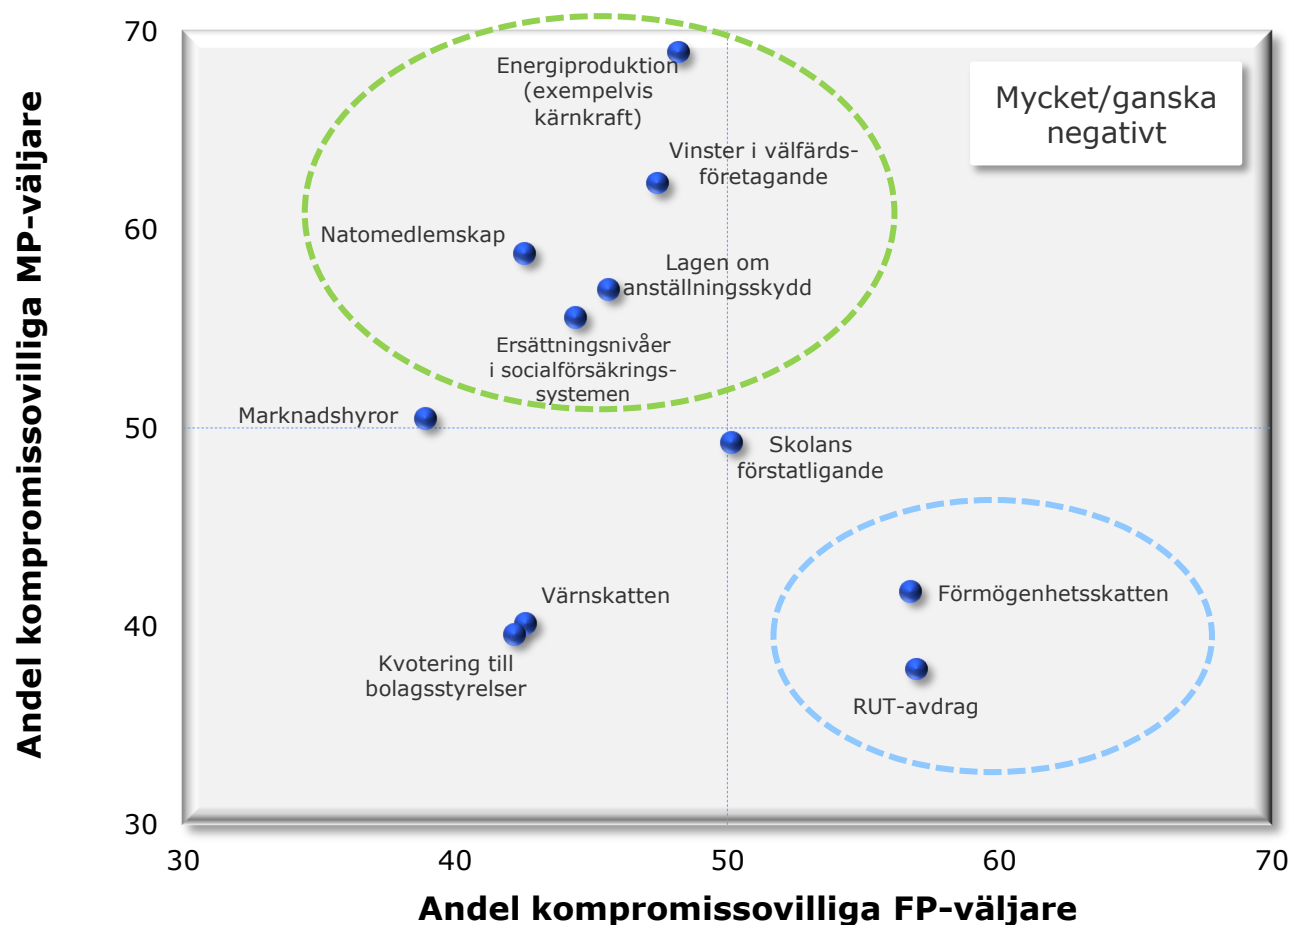 70
Energiproduktion
(exempelvis
kärnkraft)
Mycket/ganska
negativt
Vinster i välfärds-
företagande
60
Natomedlemskap
Lagen om
anställningsskydd
Ersättningsnivåer
i socialförsäkrings-
systemen
Marknadshyror
50
Skolans
förstatligande
Värnskatten
Förmögenhetsskatten
40
Kvotering till
bolagsstyrelser
RUT-avdrag
30
30 40 50 60 70
Andel kompromissovilliga FP-väljare
Andel kompromissovilliga MP-väljare